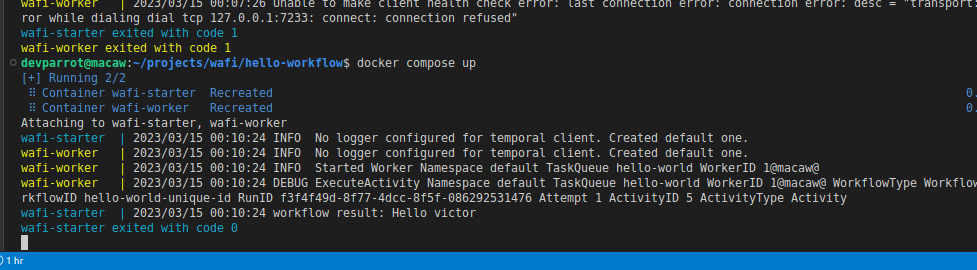 wafi-worker | 2023/03/15 00:07:26 Unable to make client health check error: last connection error: connection error: desc = "transport:
ror while dialing dial tcp 127.0.0.1:7233: connect: connection refused"
wafi-starter exited with code 1
wafi-worker exited with code 1
devparrot@macaw:~/projects/wafi/hello-workflow$ docker compose up
[+] Running 2/2
⠿ Container wafi-starter Recreated 0.
⠿ Container wafi-worker Recreated 0.
Attaching to wafi-starter, wafi-worker
wafi-starter | 2023/03/15 00:10:24 INFO No logger configured for temporal client. Created default one.
wafi-worker | 2023/03/15 00:10:24 INFO No logger configured for temporal client. Created default one.
wafi-worker | 2023/03/15 00:10:24 INFO Started Worker Namespace default TaskQueue hello-world WorkerID 1@macaw@
wafi-worker | 2023/03/15 00:10:24 DEBUG ExecuteActivity Namespace default TaskQueue hello-world WorkerID 1@macaw@ WorkflowType Workflow
rkflowID hello-world-unique-id RunID f3f4f49d-8f77-4dcc-8f5f-086292531476 Attempt 1 ActivityID 5 ActivityType Activity
wafi-starter | 2023/03/15 00:10:24 workflow result: Hello victor
wafi-starter exited with code 0
1 hr